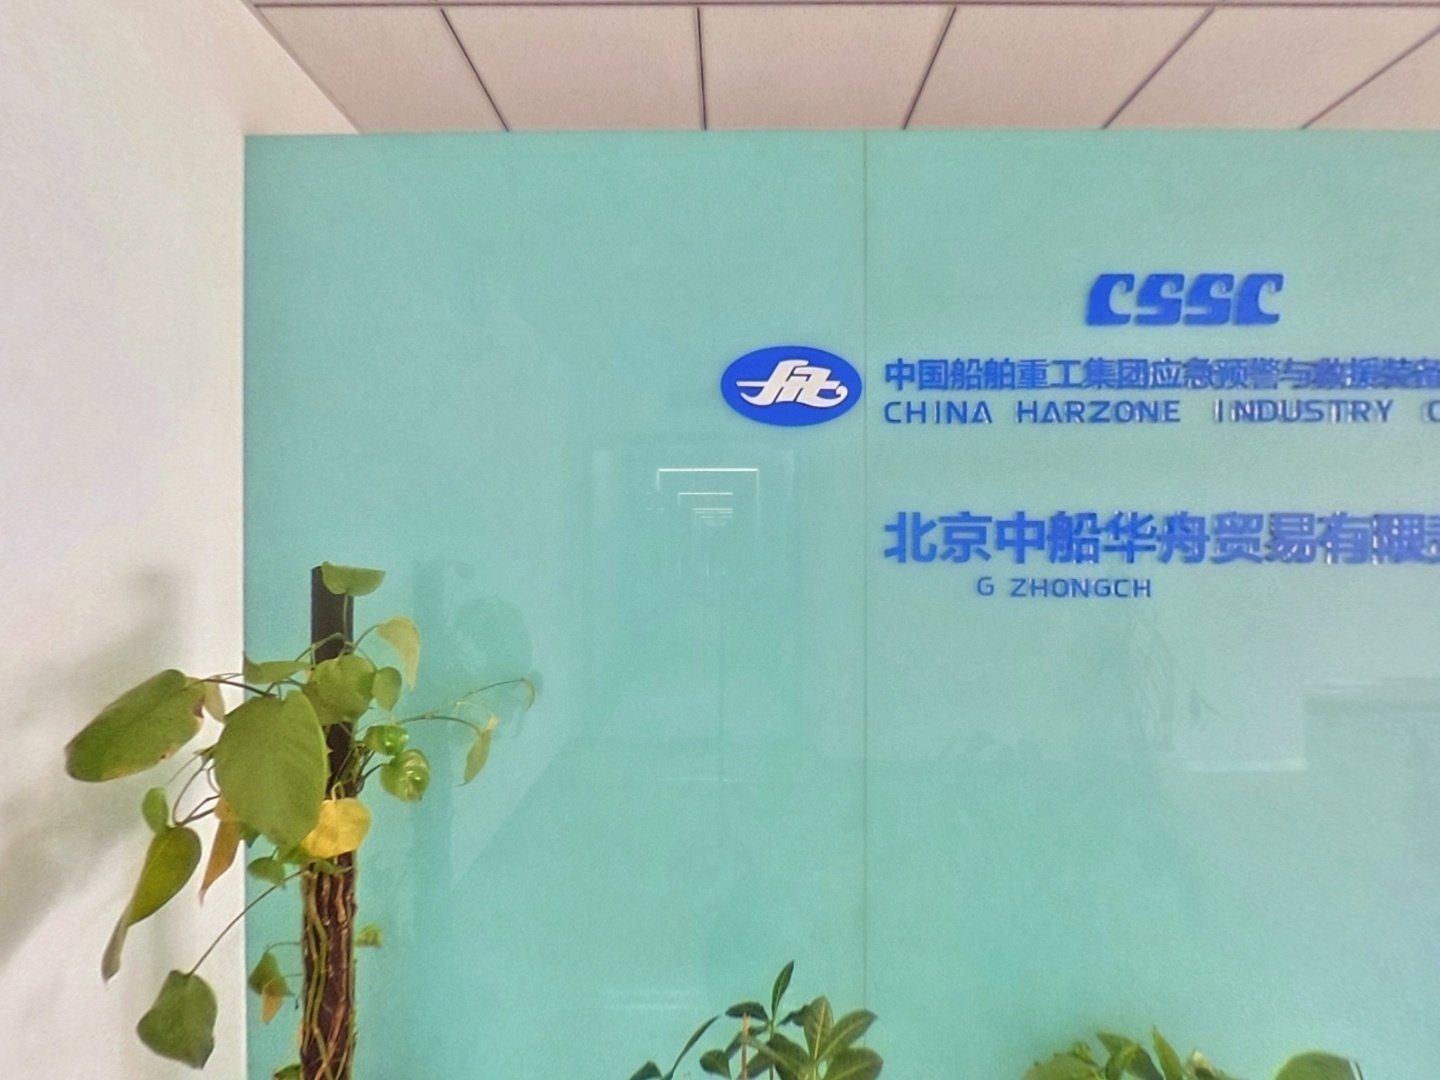 CSSC
中国船舶重工集团应急预警与救援装备
CHINA HARZONE INDUSTRY C
北京中船华舟贸易有限责
G ZHONGCH